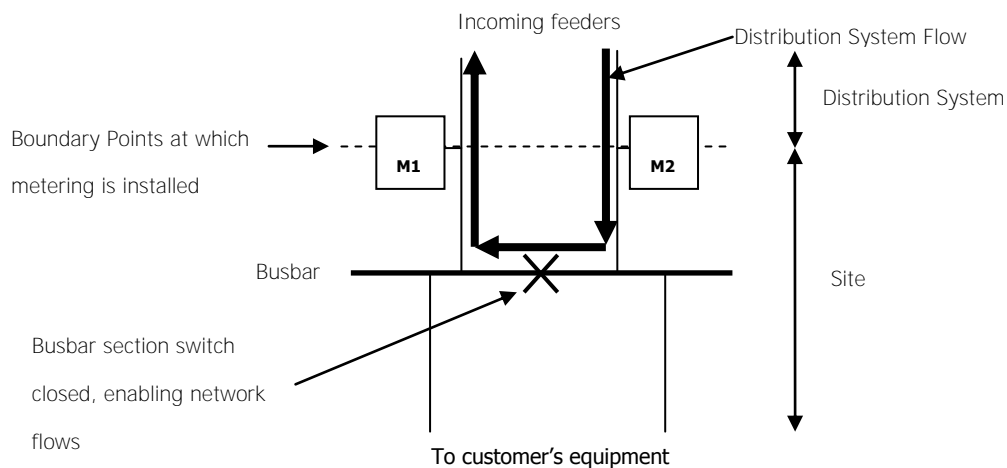 Incoming feeders
Distribution System Flow
Distribution System
Boundary Points at which
metering is installed
M1
M2
Busbar
Site
Busbar section switch
closed, enabling network
flows
To customer's equipment